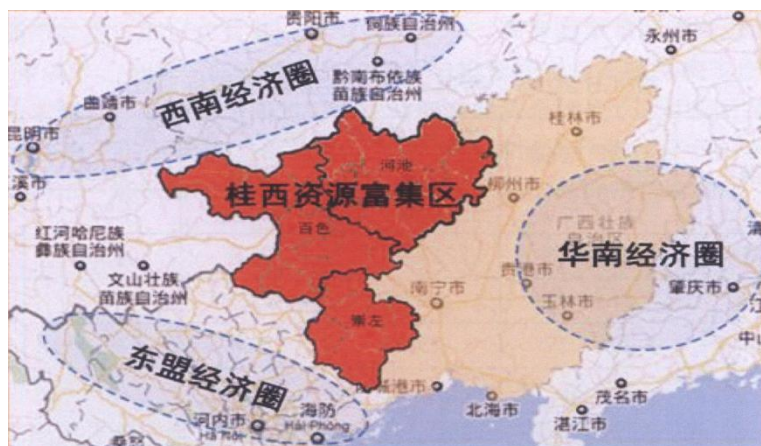 贵阳市
侗族自治州
永州市
黔南布依族
苗族自治州
曲靖市
西南经济圈
昆明市
桂林市
河池
溪市
桂西资源富集区
柳州市
百色
广西壮族
自治区
红河哈尼族
彝族自治州
华南经济圈
文山壮族
苗族自治州
贵港市
肇庆市
南宁市
玉林市
崇左
东盟经济圈
中山
城港市
茂名市
北海市
河内市
Hà Nội
海防
Hải Phòng
湛江市